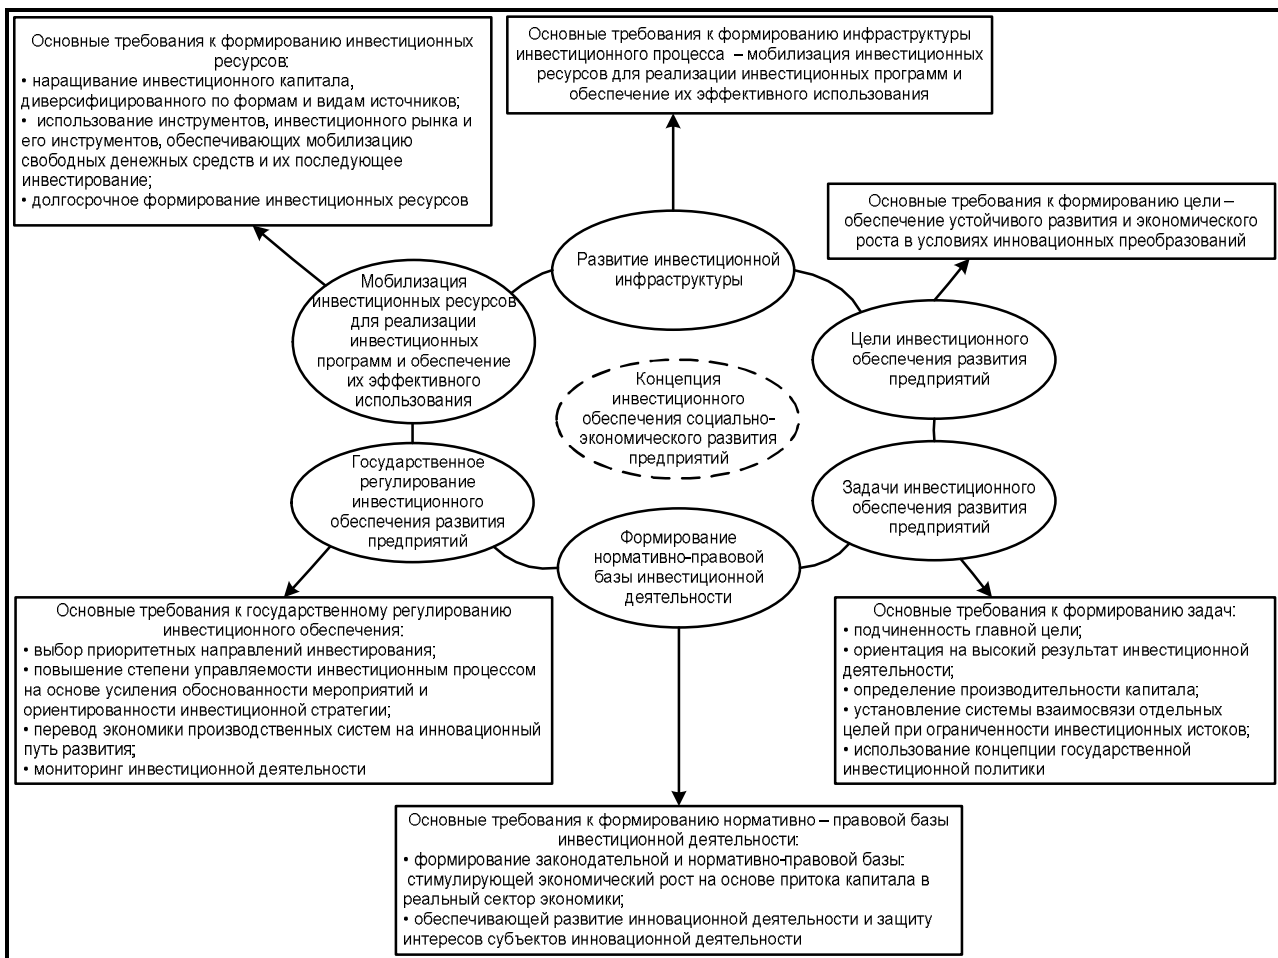 Основные требования к формированию инвестиционных
ресурсов:
• наращивание инвестиционного капитала,
диверсифицированного по формам и видам источников;
• использование инструментов, инвестиционного рынка и
его инструментов, обеспечивающих мобилизацию
свободных денежных средств и их последующее
инвестирование;
• долгосрочное формирование инвестиционных ресурсов
Основные требования к формированию инфраструктуры
инвестиционного процесса – мобилизация инвестиционных
ресурсов для реализации инвестиционных программ и
обеспечение их эффективного использования
Основные требования к формированию цели –
обеспечение устойчивого развития и экономического
роста в условиях инновационных преобразований
Развитие инвестиционной
инфраструктуры
Мобилизация
инвестиционных ресурсов
для реализации
инвестиционных
программ и обеспечение
их эффективного
использования
Цели инвестиционного
обеспечения развития
предприятий
Концепция
инвестиционного
обеспечения социально-
экономического развития
предприятий
Государственное
регулирование
инвестиционного
обеспечения развития
предприятий
Задачи инвестиционного
обеспечения развития
предприятий
Формирование
нормативно-правовой
базы инвестиционной
деятельности
Основные требования к государственному регулированию
инвестиционного обеспечения:
• выбор приоритетных направлений инвестирования;
• повышение степени управляемости инвестиционным процессом
на основе усиления обоснованности мероприятий и
ориентированности инвестиционной стратегии;
• перевод экономики производственных систем на инновационный
путь развития;
• мониторинг инвестиционной деятельности
Основные требования к формированию задач:
• подчиненность главной цели;
• ориентация на высокий результат инвестиционной
деятельности;
• определение производительности капитала;
• установление системы взаимосвязи отдельных
целей при ограниченности инвестиционных истоков;
• использование концепции государственной
инвестиционной политики
Основные требования к формированию нормативно – правовой базы
инвестиционной деятельности:
• формирование законодательной и нормативно-правовой базы:
стимулирующей экономический рост на основе притока капитала в
реальный сектор экономики;
• обеспечивающей развитие инновационной деятельности и защиту
интересов субъектов инновационной деятельности